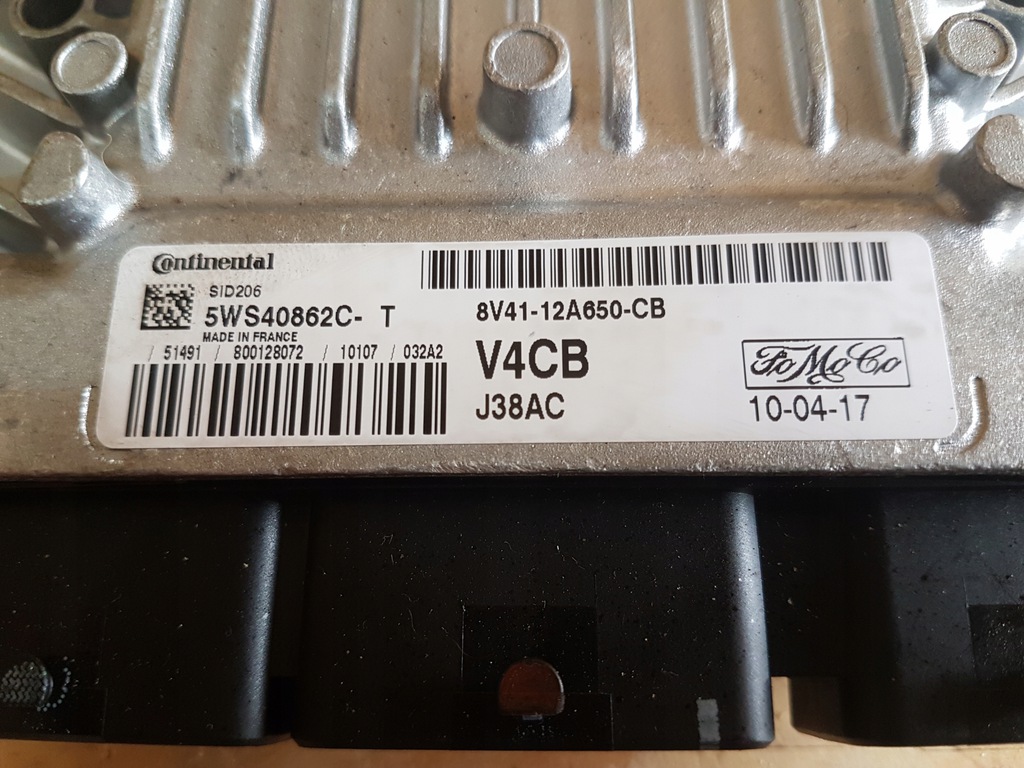 Continental
SID206
5WS40862C- T
MADE IN FRANCE
/ 51491 / 800128072 / 10107 / 032A2
8V41-12A650-CB
V4CB
J38AC
FoMoCo
10-04-17